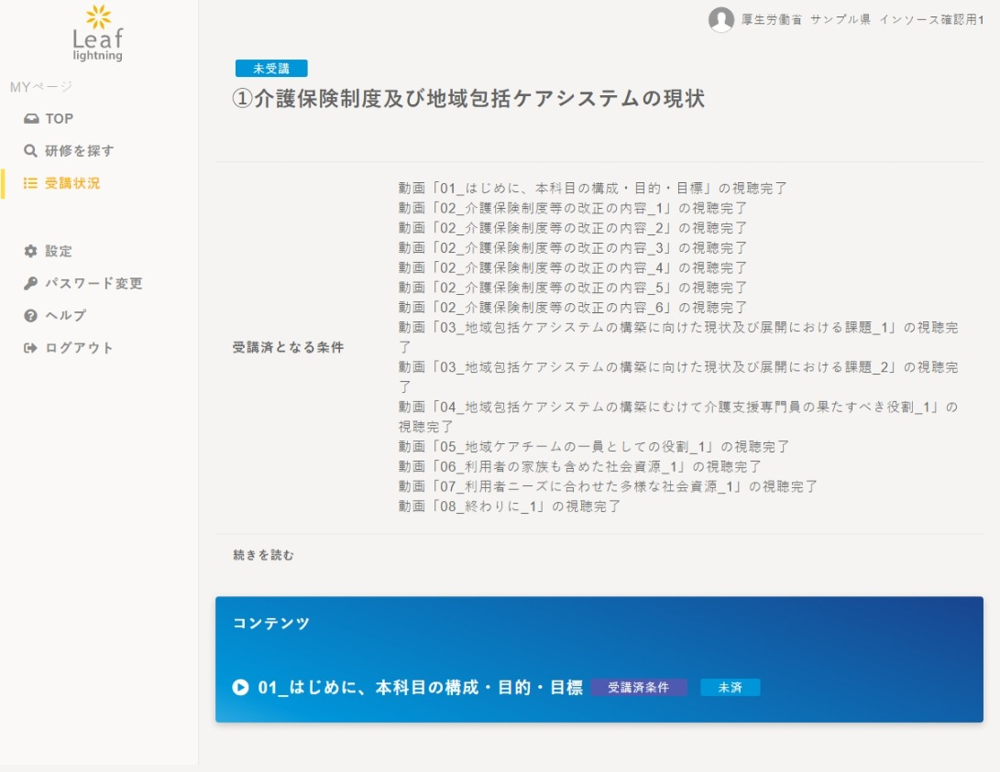 Leaf
lightning
厚生労働省 サンプル県 インソース確認用1
MYページ
TOP
研修を探す
受講状況
設定
パスワード変更
ヘルプ
ログアウト
未受講
①介護保険制度及び地域包括ケアシステムの現状
受講済となる条件
動画「01_はじめに、本科目の構成・目的・目標」の視聴完了
動画「02_介護保険制度等の改正の内容_1」の視聴完了
動画「02_介護保険制度等の改正の内容_2」の視聴完了
動画「02_介護保険制度等の改正の内容_3」の視聴完了
動画「02_介護保険制度等の改正の内容_4」の視聴完了
動画「02_介護保険制度等の改正の内容_5」の視聴完了
動画「02_介護保険制度等の改正の内容_6」の視聴完了
動画「03_地域包括ケアシステムの構築に向けた現状及び展開における課題_1」の視聴完
了
動画「03_地域包括ケアシステムの構築に向けた現状及び展開における課題_2」の視聴完
了
動画「04_地域包括ケアシステムの構築にむけて介護支援専門員の果たすべき役割_1」の
視聴完了
動画「05_地域ケアチームの一員としての役割_1」の視聴完了
動画「06_利用者の家族も含めた社会資源_1」の視聴完了
動画「07_利用者ニーズに合わせた多様な社会資源_1」の視聴完了
動画「08_終わりに_1」の視聴完了
続きを読む
コンテンツ
01_はじめに、本科目の構成・目的・目標 受講済条件 未済